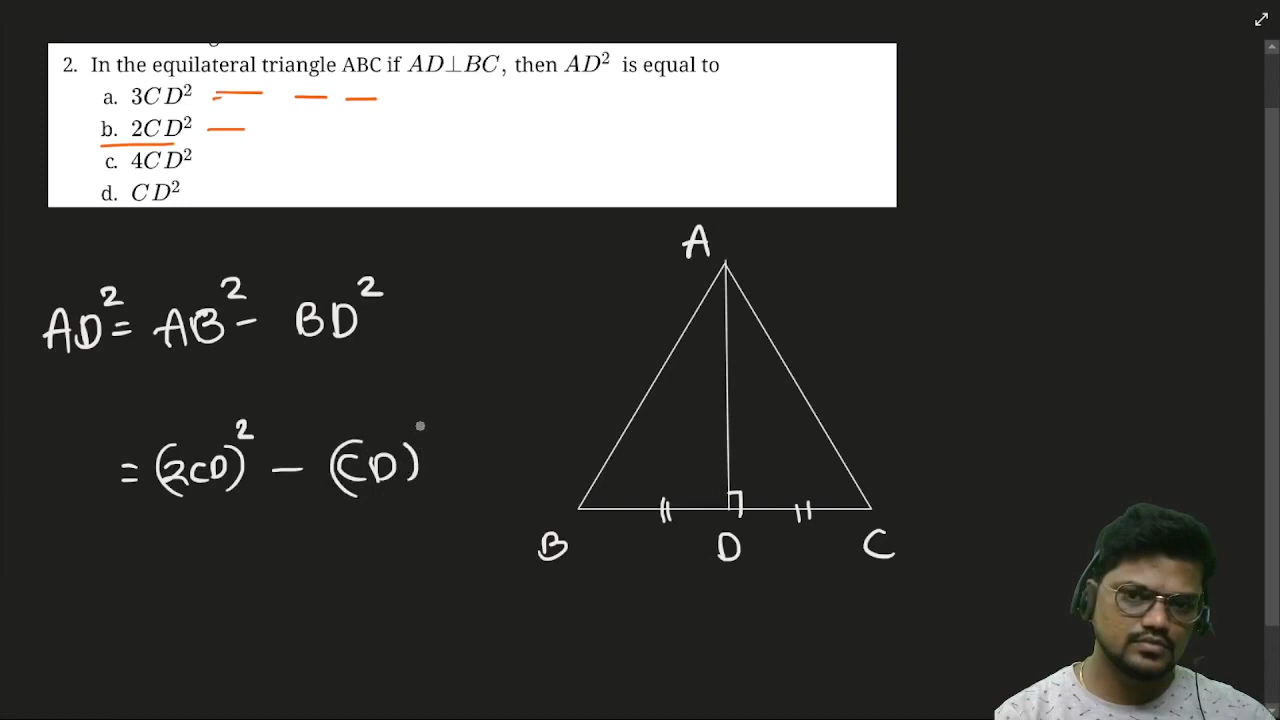 2. In the equilateral triangle ABC if AD⊥BC, then AD² is equal to
a. 3CD²
b. 2CD²
c. 4CD²
d. CD²
A
AD² = AB² - BD²
= (2CD)² - (CD)
B D C